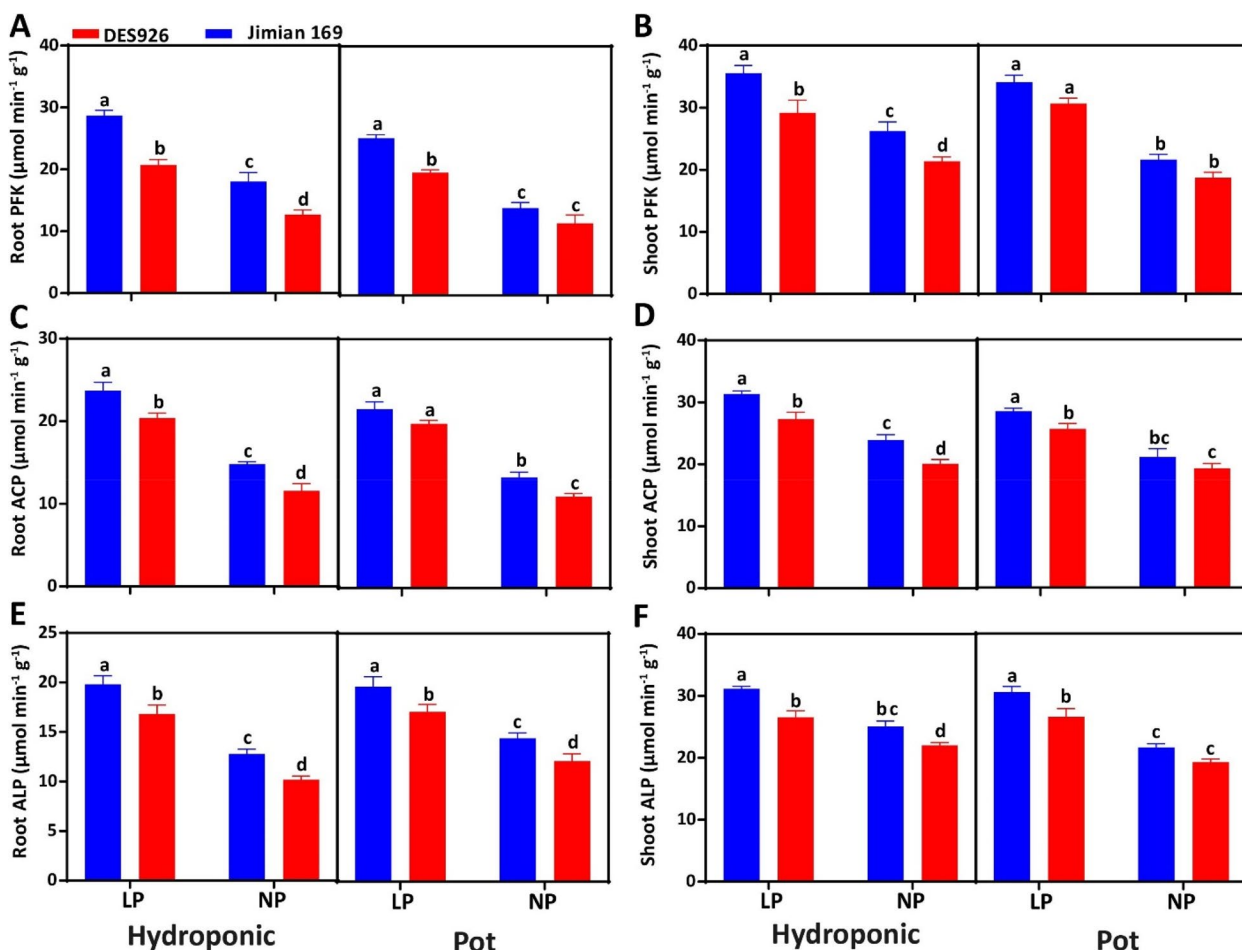 A
DES926 Jimian 169
Root PFK (µmol min⁻¹ g⁻¹)
40
30
20
10
0
a
b
c
d
a
b
c
c
B
Shoot PFK (µmol min⁻¹ g⁻¹)
40
30
20
10
0
a
b
c
d
a
a
b
b
C
Root ACP (µmol min⁻¹ g⁻¹)
30
20
10
0
a
b
c
d
a
a
b
c
D
Shoot ACP (µmol min⁻¹ g⁻¹)
40
30
20
10
0
a
b
c
d
a
b
bc
c
E
Root ALP (µmol min⁻¹ g⁻¹)
25
20
15
10
5
0
a
b
c
d
a
b
c
d
LP NP LP NP
Hydroponic Pot
F
Shoot ALP (µmol min⁻¹ g⁻¹)
40
30
20
10
0
a
b
bc
d
a
b
c
c
LP NP LP NP
Hydroponic Pot